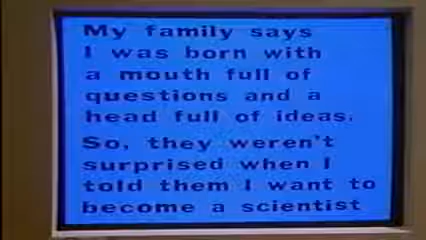 My family says
I was born with
a mouth full of
questions and a
head full of ideas.
So, they weren't
surprised when I
told them I want to
become a scientist